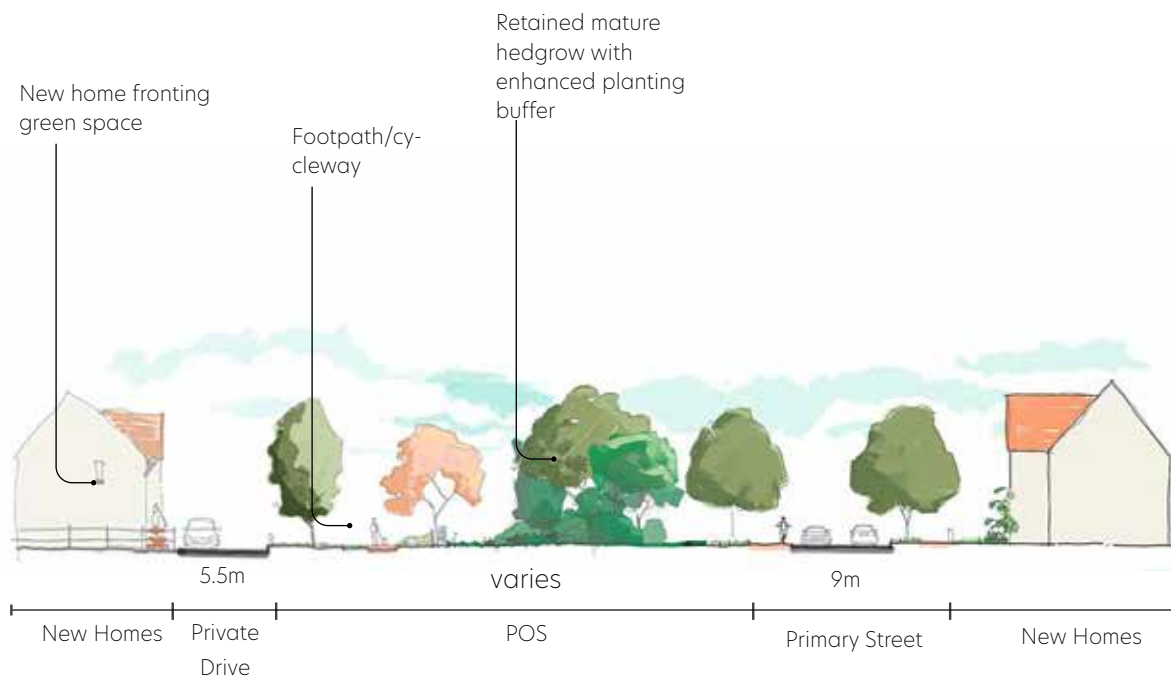 Retained mature
hedgrow with
enhanced planting
buffer
New home fronting
green space
Footpath/cy-
cleway
5.5m
varies
9m
New Homes
Private
Drive
POS
Primary Street
New Homes